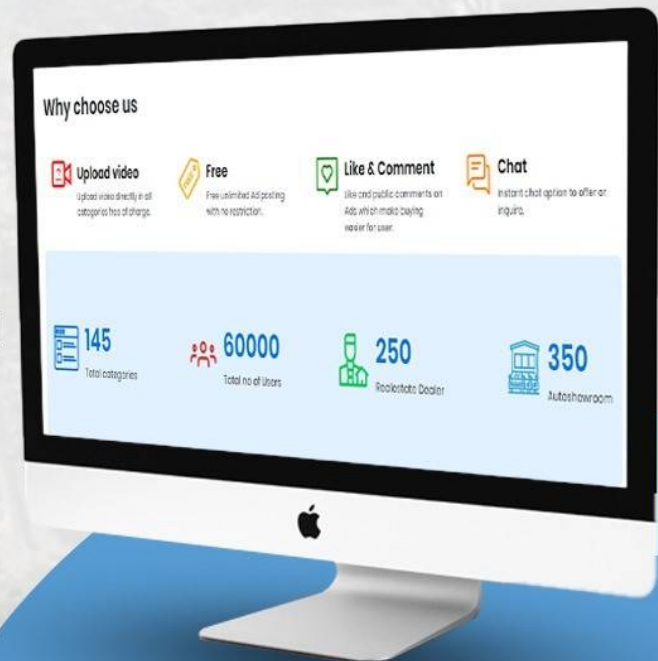 Why choose us
Upload video
Upload video directly in all
categories free of charge.
Free
Free unlimited Ad posting
with no restriction.
Like & Comment
Like and public comments on
Ads which make buying
easier for user.
Chat
Instant chat option to offer or
inquire.
145
Total categories
60000
Total no of Users
250
Realestate Dealer
350
Autoshowroom